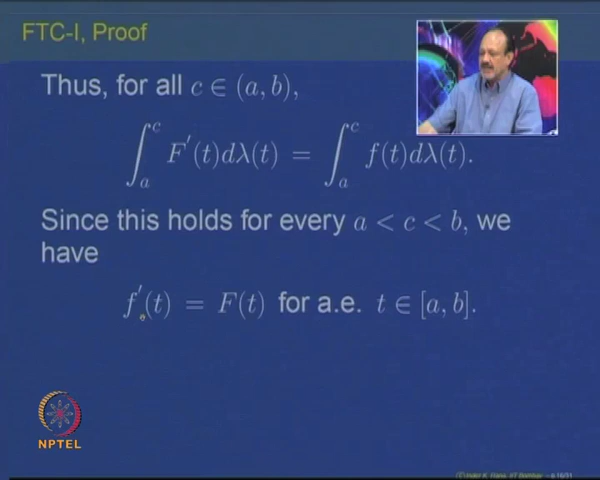 FTC-I, Proof
Thus, for all c ∈ (a, b),
∫_a^c F′(t)dλ(t) = ∫_a^c f(t)dλ(t).
Since this holds for every a < c < b, we
have
f′(t) = F(t) for a.e. t ∈ [a, b].
NPTEL